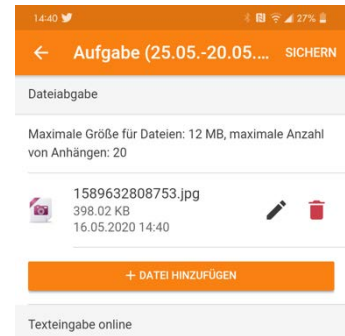 14:40 27%
Aufgabe (25.05.-20.05.... SICHERN
Dateiabgabe
Maximale Größe für Dateien: 12 MB, maximale Anzahl
von Anhängen: 20
1589632808753.jpg
398.02 KB
16.05.2020 14:40
+ DATEI HINZUFÜGEN
Texteingabe online